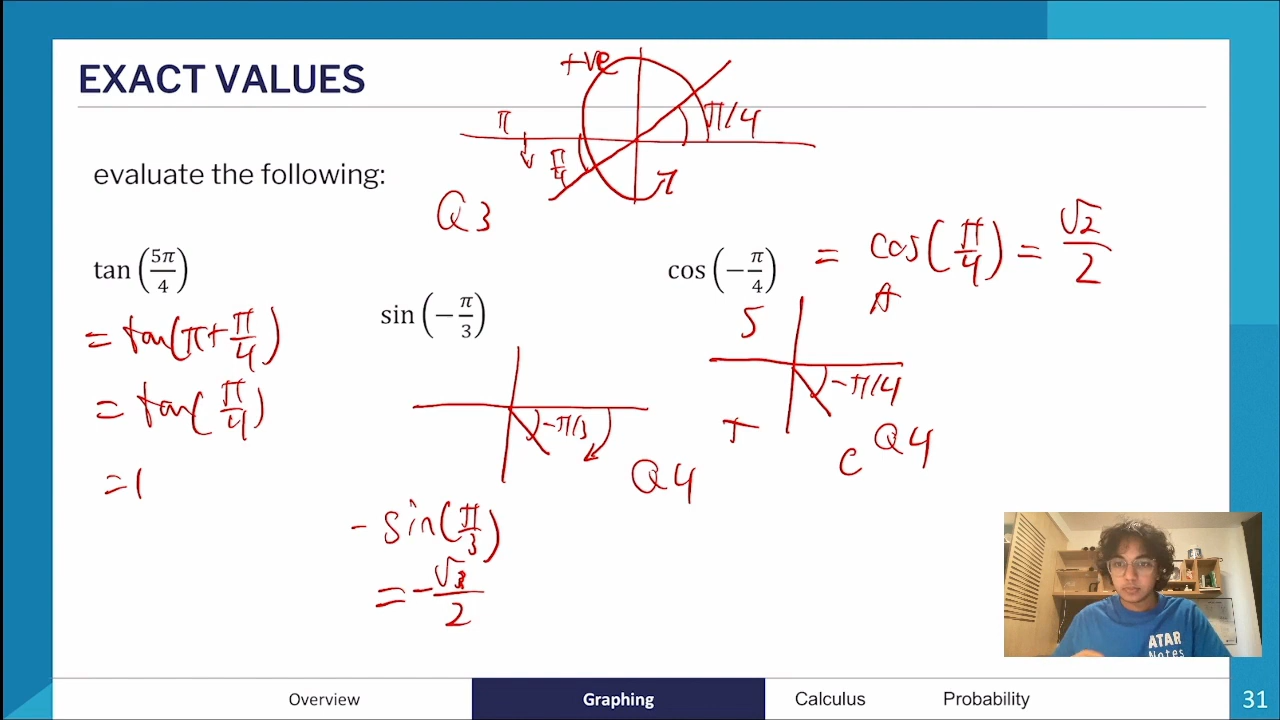 EXACT VALUES
+ve
π
π/4
π/4
evaluate the following:
Q3
tan(5π/4)
= tan(π+π/4)
= tan(π/4)
=1
sin(-π/3)
-π/3
Q4
-sin(π/3)
= -√3/2
cos(-π/4) = cos(π/4) = √2/2
S
A
-π/4
T
C
Q4
ATAR
Notes
Overview
Graphing
Calculus
Probability
31